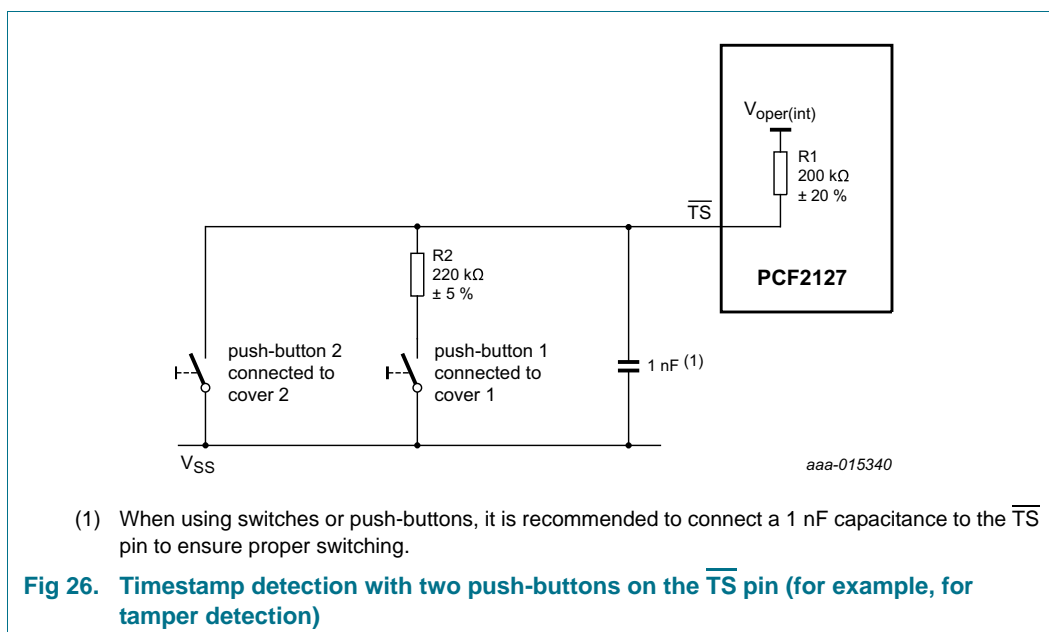 V_oper(int)
R1
200 kΩ
± 20 %
T̅S̅
PCF2127
R2
220 kΩ
± 5 %
push-button 2
connected to
cover 2
push-button 1
connected to
cover 1
1 nF (1)
V_SS
aaa-015340
(1) When using switches or push-buttons, it is recommended to connect a 1 nF capacitance to the T̅S̅
pin to ensure proper switching.
Fig 26. Timestamp detection with two push-buttons on the T̅S̅ pin (for example, for
tamper detection)